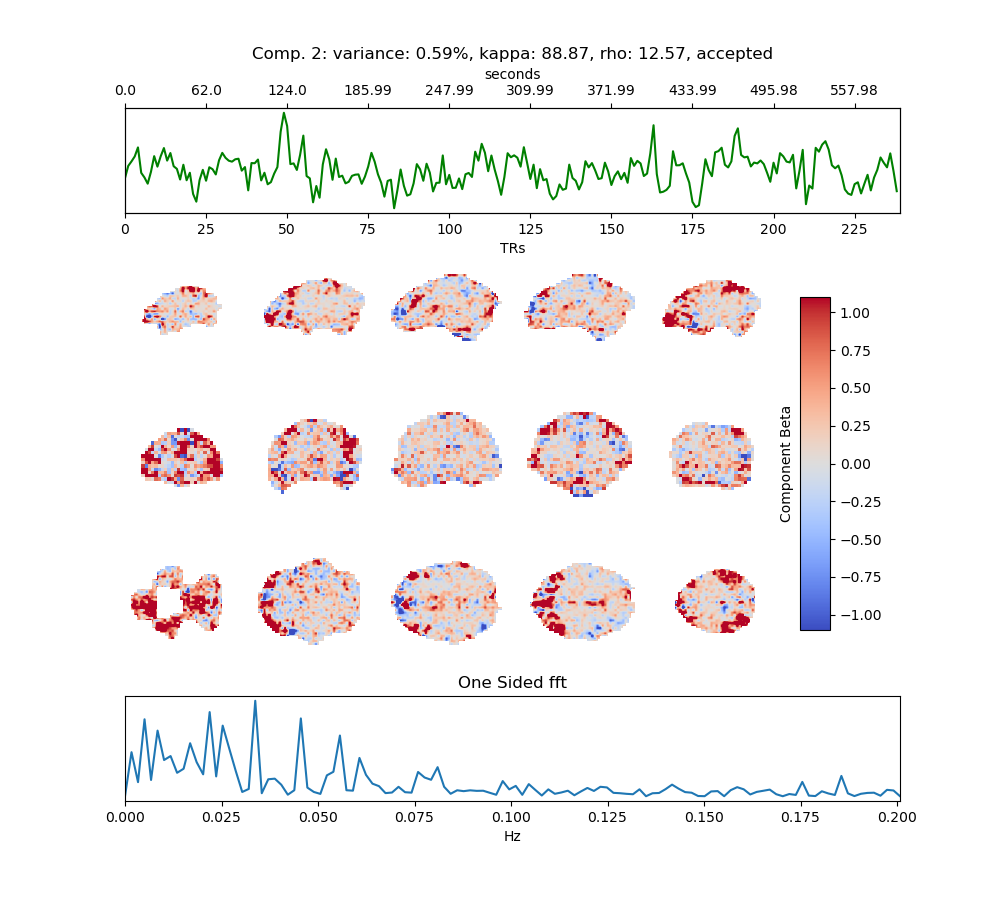 Comp. 2: variance: 0.59%, kappa: 88.87, rho: 12.57, accepted
seconds
0.0 62.0 124.0 185.99 247.99 309.99 371.99 433.99 495.98 557.98
0 25 50 75 100 125 150 175 200 225
TRs
1.00
0.75
0.50
0.25
0.00
−0.25
−0.50
−0.75
−1.00
Component Beta
One Sided fft
0.000 0.025 0.050 0.075 0.100 0.125 0.150 0.175 0.200
Hz